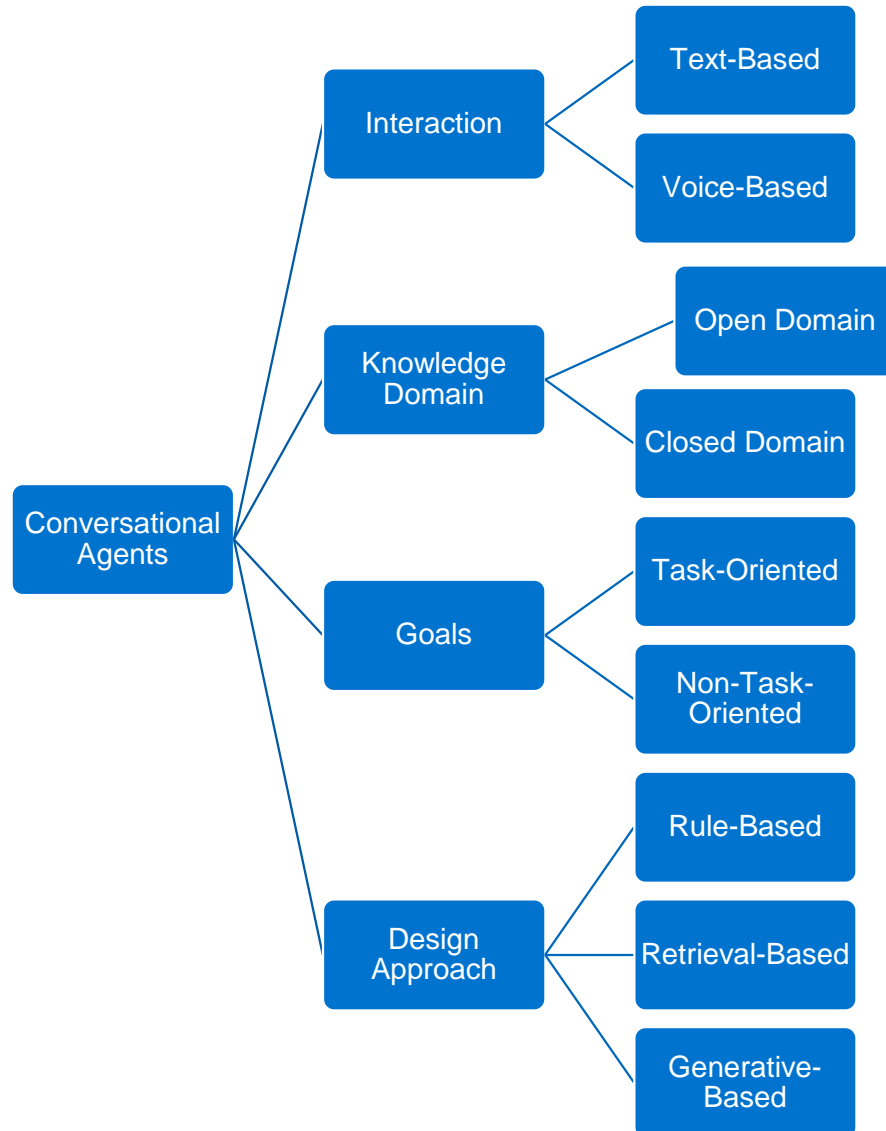 Text-Based
Interaction
Voice-Based
Open Domain
Knowledge
Domain
Closed Domain
Conversational
Agents
Task-Oriented
Goals
Non-Task-
Oriented
Rule-Based
Design
Approach
Retrieval-Based
Generative-
Based